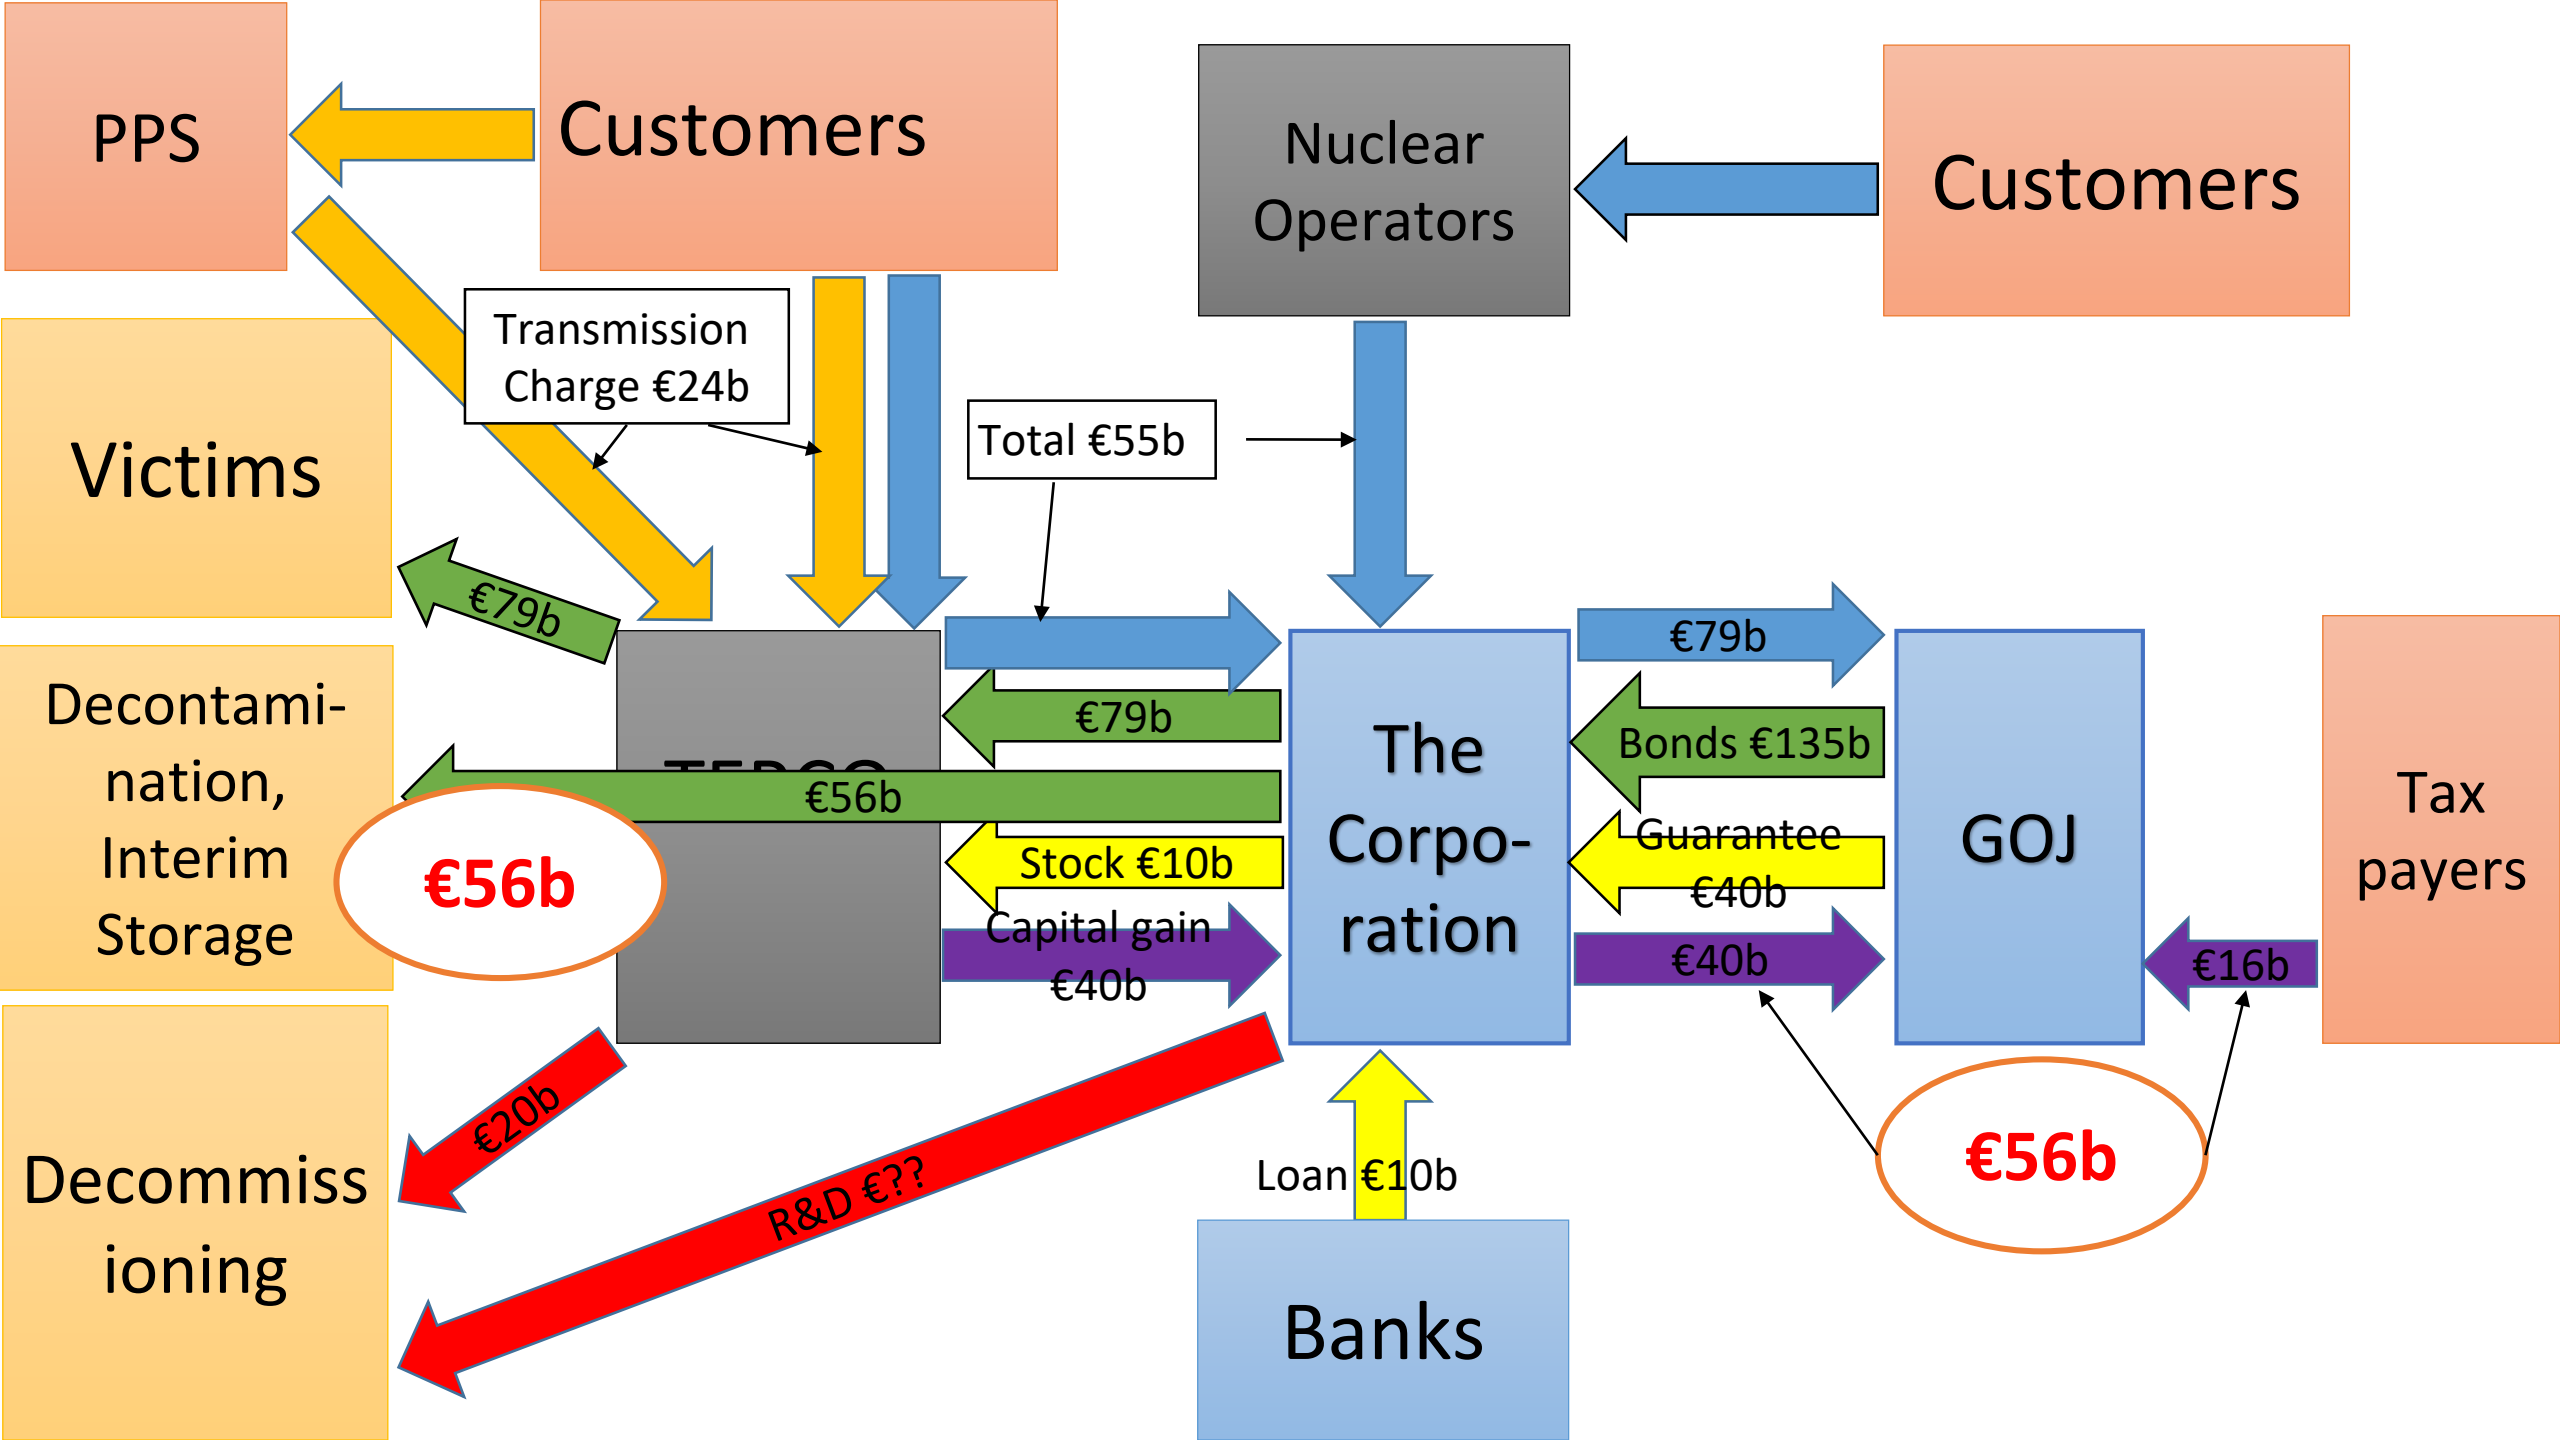 PPS
Customers
Nuclear
Operators
Customers
Transmission
Charge €24b
Total €55b
Victims
€79b
€79b
€79b
Bonds €135b
Decontami-
nation,
Interim
Storage
TEPCO
€56b
€56b
Stock €10b
Capital gain
€40b
The
Corpo-
ration
Guarantee
€40b
€40b
GOJ
€16b
Tax
payers
€56b
€20b
R&D €??
Decommiss
ioning
Loan €10b
Banks